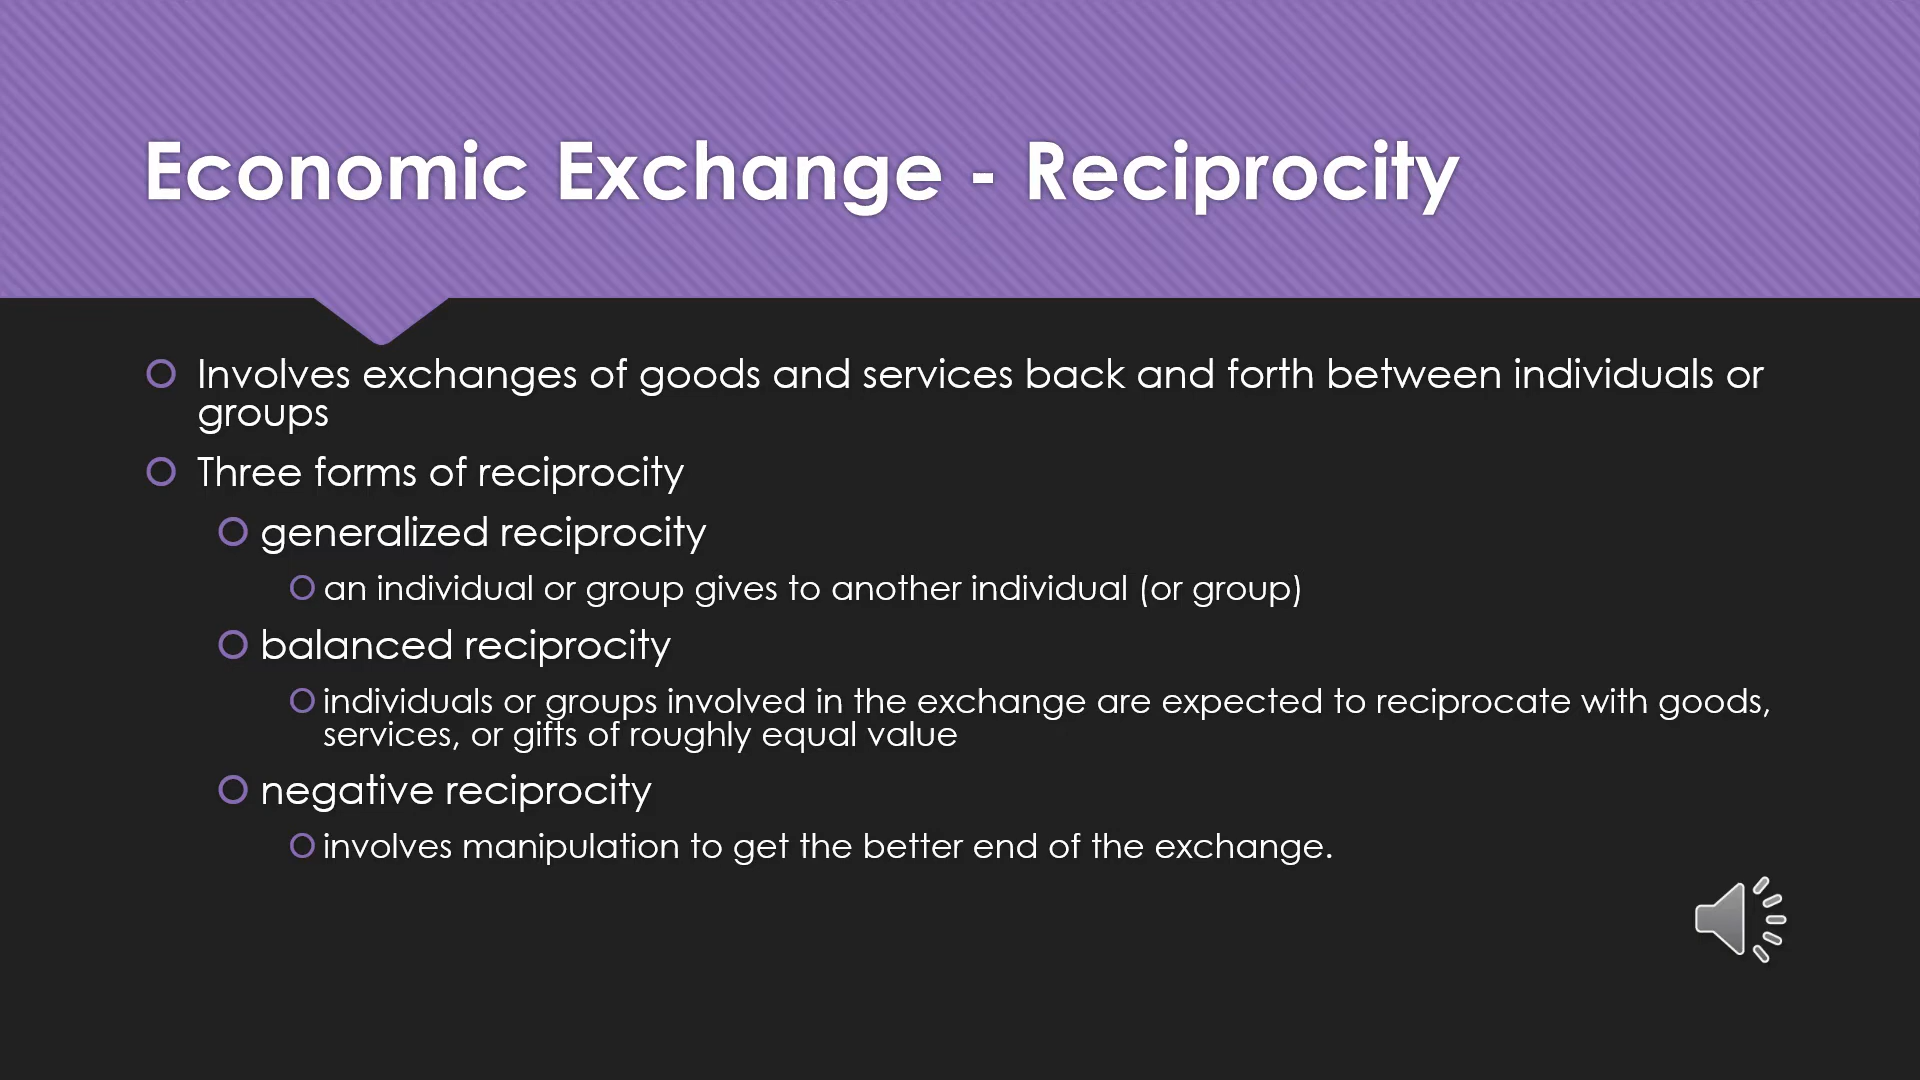 Economic Exchange - Reciprocity
Involves exchanges of goods and services back and forth between individuals or
groups
Three forms of reciprocity
generalized reciprocity
an individual or group gives to another individual (or group)
balanced reciprocity
individuals or groups involved in the exchange are expected to reciprocate with goods,
services, or gifts of roughly equal value
negative reciprocity
involves manipulation to get the better end of the exchange.